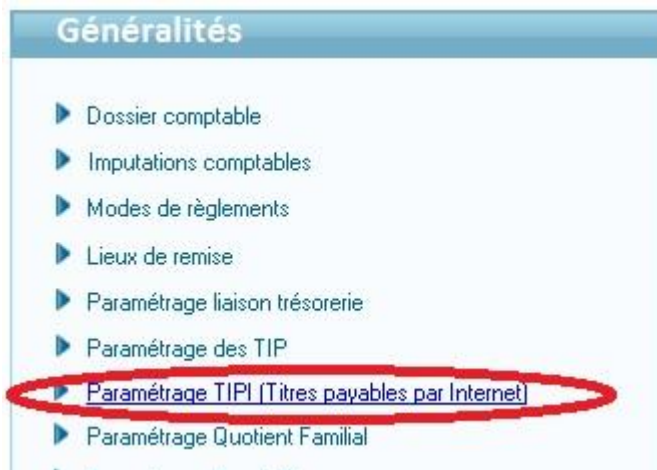 Généralités
Dossier comptable
Imputations comptables
Modes de règlements
Lieux de remise
Paramétrage liaison trésorerie
Paramétrage des TIP
Paramétrage TIPI (Titres payables par Internet)
Paramétrage Quotient Familial